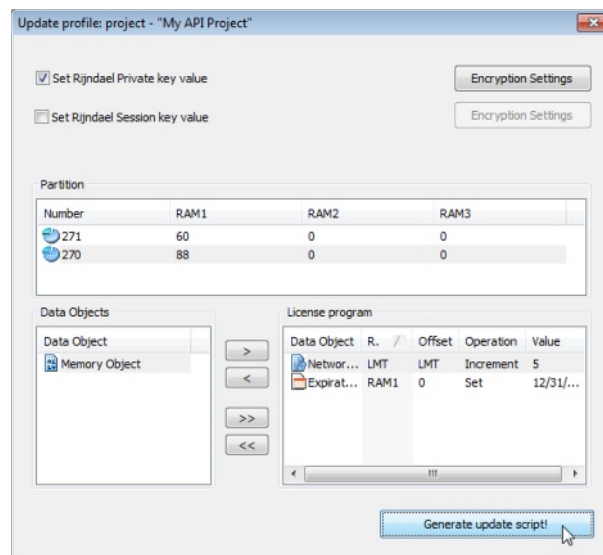 Update profile: project - "My API Project"
Set Rijndael Private key value
Encryption Settings
Set Rijndael Session key value
Encryption Settings
Partition
Number RAM1 RAM2 RAM3
271 60 0 0
270 88 0 0
Data Objects
Data Object
Memory Object
>
<
>>
<<
License program
Data Object R. Offset Operation Value
Networ... LMT LMT Increment 5
Expirat... RAM1 0 Set 12/31/...
Generate update script!